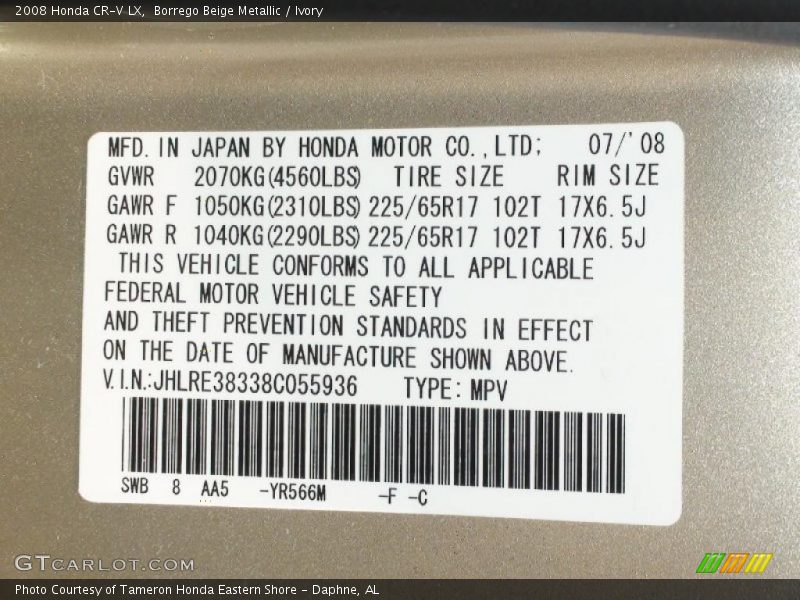 2008 Honda CR-V LX,  Borrego Beige Metallic / Ivory
MFD. IN JAPAN BY HONDA MOTOR CO.,LTD; 07/'08
GVWR 2070KG(4560LBS) TIRE SIZE RIM SIZE
GAWR F 1050KG(2310LBS) 225/65R17 102T 17X6.5J
GAWR R 1040KG(2290LBS) 225/65R17 102T 17X6.5J
THIS VEHICLE CONFORMS TO ALL APPLICABLE
FEDERAL MOTOR VEHICLE SAFETY
AND THEFT PREVENTION STANDARDS IN EFFECT
ON THE DATE OF MANUFACTURE SHOWN ABOVE.
V.I.N.:JHLRE38338C055936 TYPE: MPV
SWB 8 AA5 -YR566M -F -C
GTCARLOT.COM
Photo Courtesy of Tameron Honda Eastern Shore - Daphne, AL